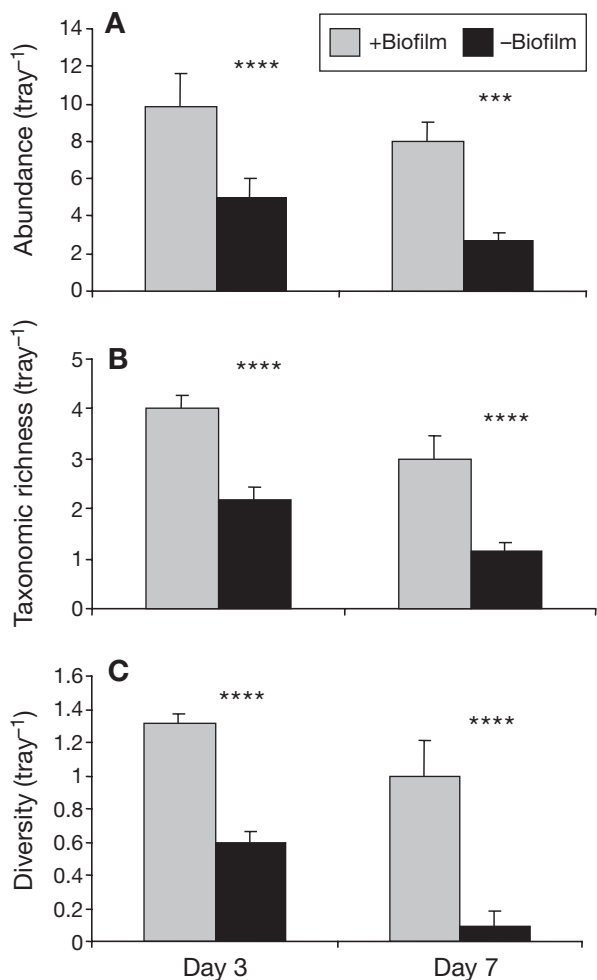 A
+Biofilm
–Biofilm
Abundance (tray⁻¹)
14
12
10
8
6
4
2
0
****
***
B
Taxonomic richness (tray⁻¹)
5
4
3
2
1
0
****
****
C
Diversity (tray⁻¹)
1.6
1.4
1.2
1
0.8
0.6
0.4
0.2
0
****
****
Day 3
Day 7